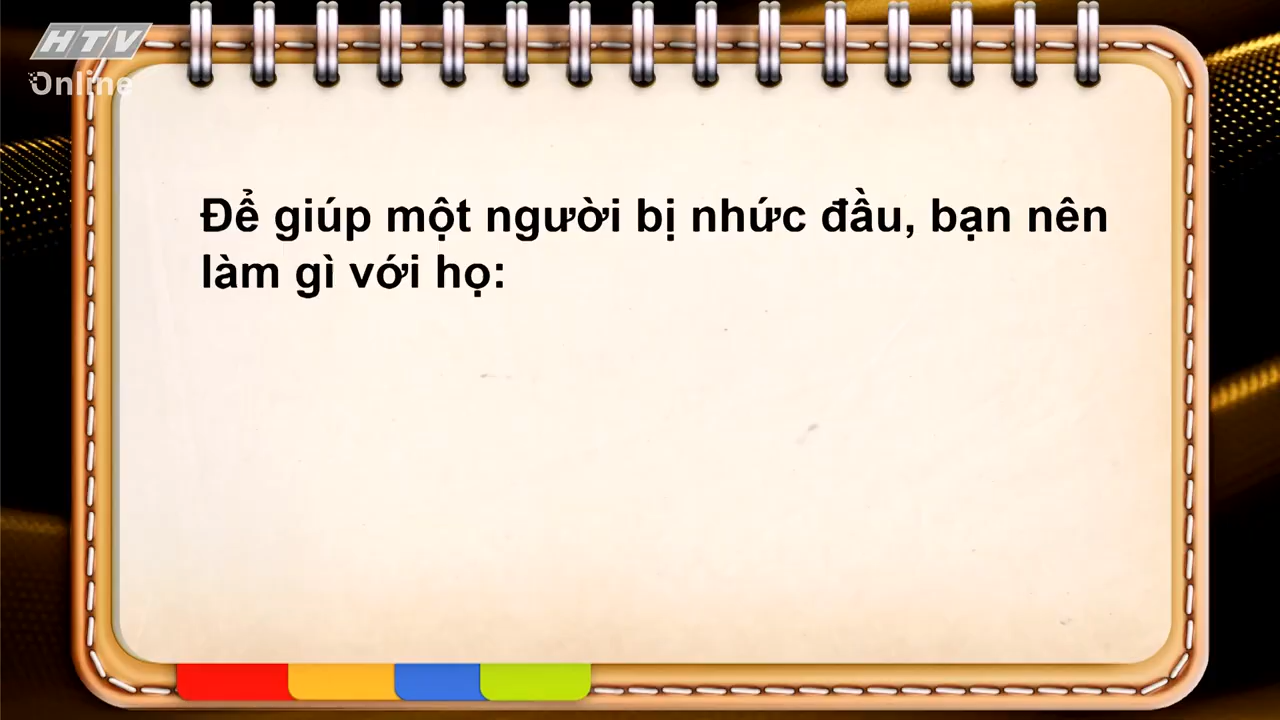 HTV
Online
Để giúp một người bị nhức đầu, bạn nên
làm gì với họ: